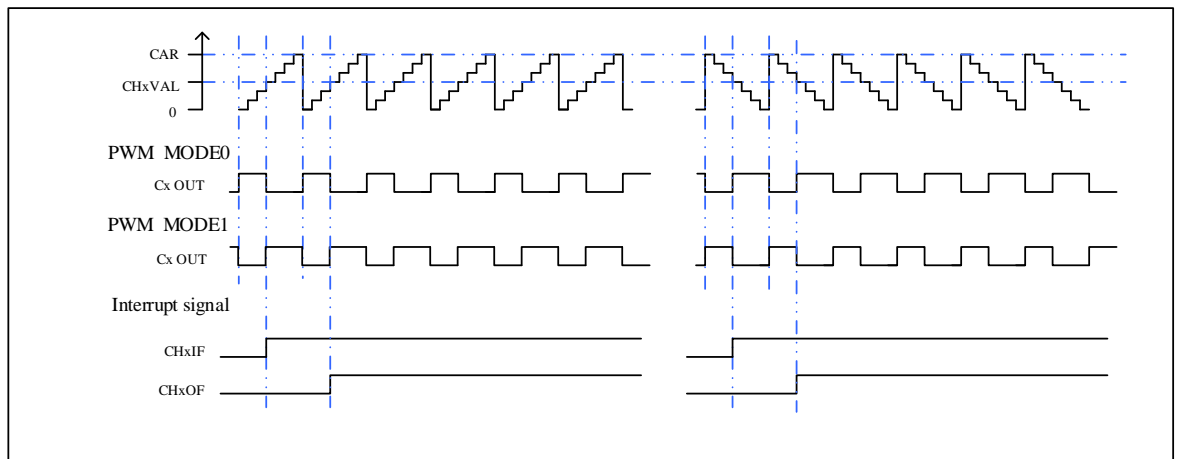 CAR
CHxVAL
0
PWM MODE0
Cx OUT
PWM MODE1
Cx OUT
Interrupt signal
CHxIF
CHxOF